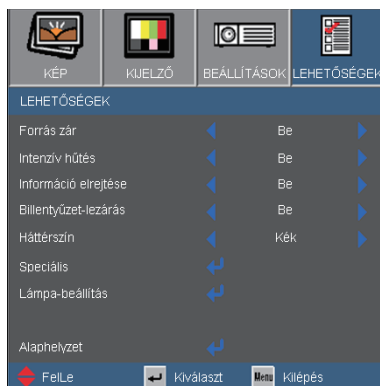 KÉP KIJELZŐ BEÁLLÍTÁSOK LEHETŐSÉGEK
LEHETŐSÉGEK
Forrás zár Be
Intenzív hűtés Be
Információ elrejtése Be
Billentyűzet-lezárás Be
Háttérszín Kék
Speciális
Lámpa-beállítás
Alaphelyzet
FelLe Kiválaszt Menu Kilépés